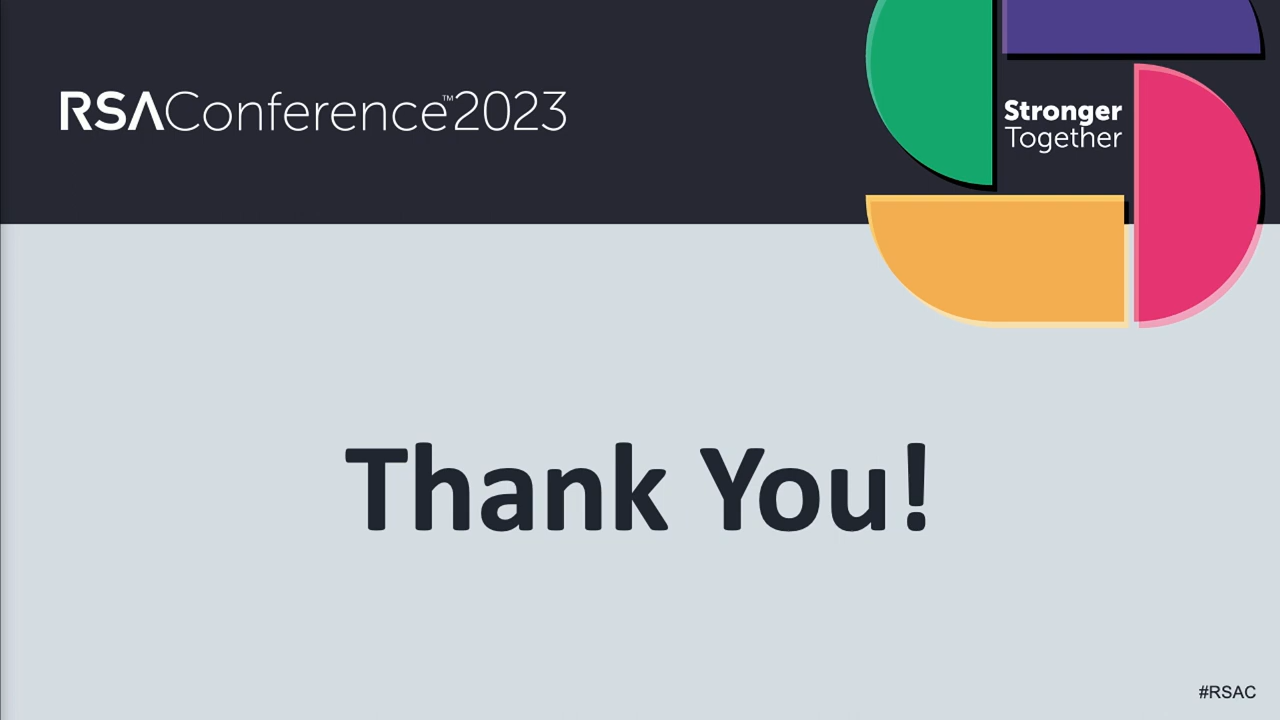 RSAConference™2023
Stronger
Together
Thank You!
#RSAC